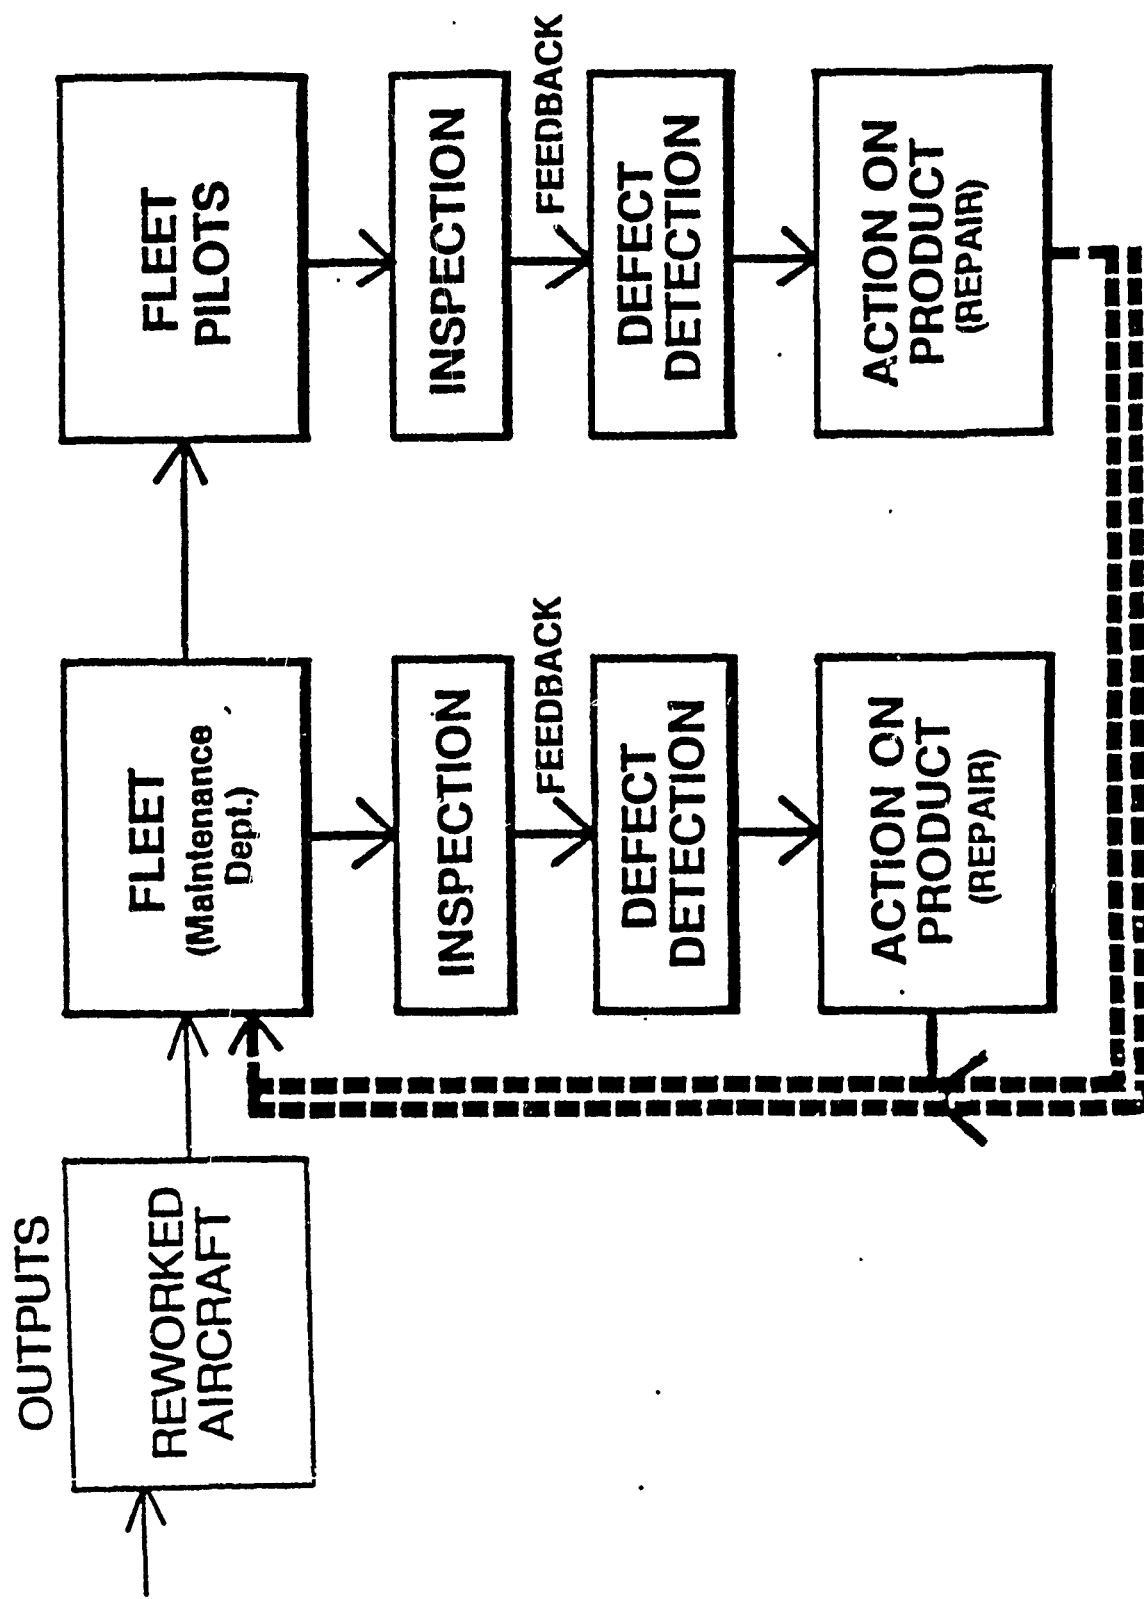 OUTPUTS
REWORKED
AIRCRAFT
FLEET
(Maintenance
Dept.)
INSPECTION
FEEDBACK
DEFECT
DETECTION
ACTION ON
PRODUCT
(REPAIR)
FLEET
PILOTS
INSPECTION
FEEDBACK
DEFECT
DETECTION
ACTION ON
PRODUCT
(REPAIR)